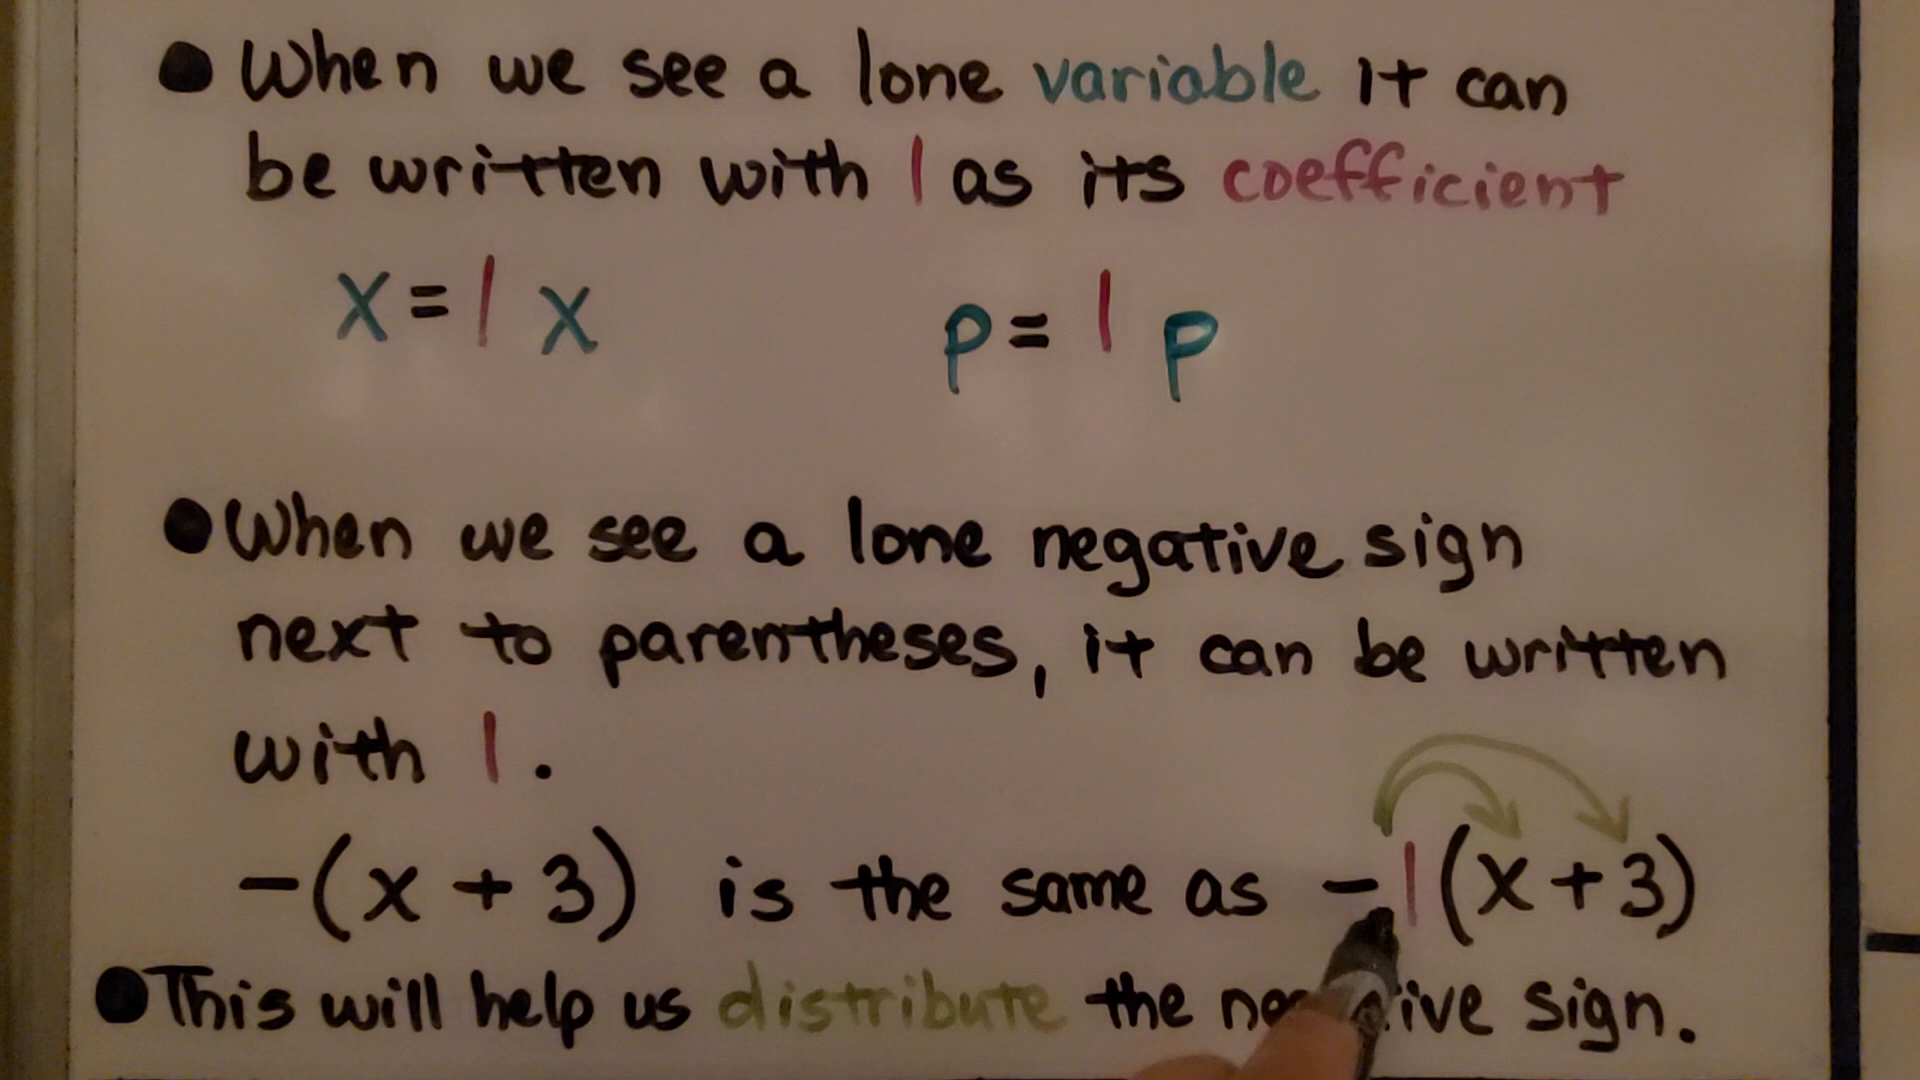 ● When we see a lone variable it can
be written with 1 as its coefficient
x = 1 x p = 1 p
● When we see a lone negative sign
next to parentheses, it can be written
with 1.
-(x + 3) is the same as -1(x + 3)
● This will help us distribute the sign.